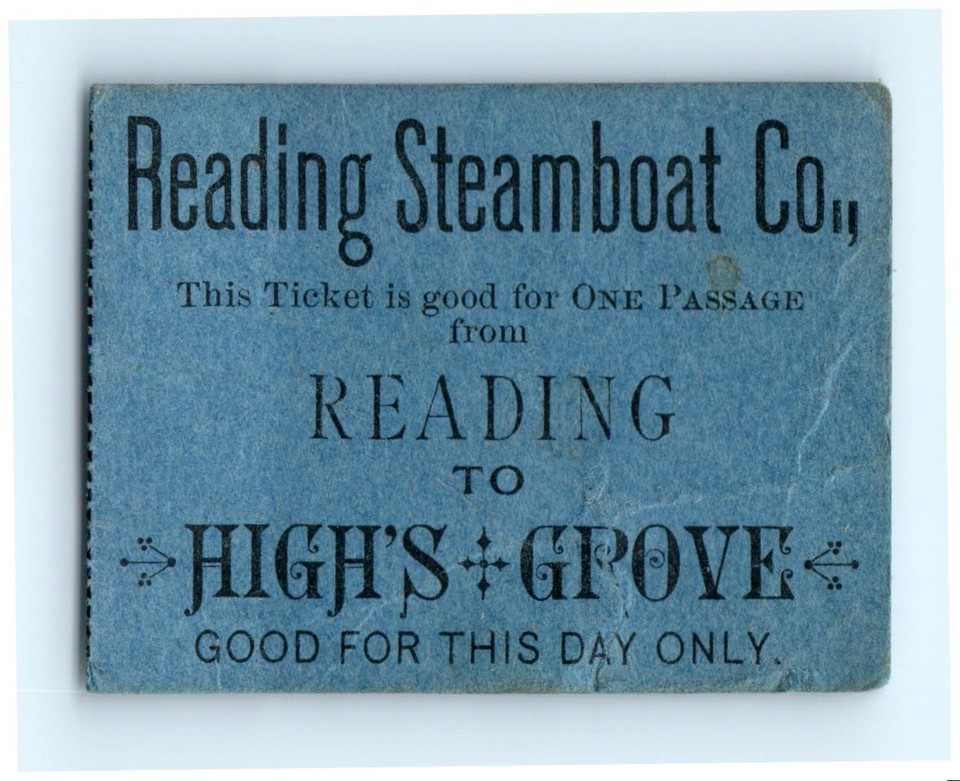 Reading Steamboat Co.,
This Ticket is good for ONE PASSAGE
from
READING
TO
HIGH'S GROVE
GOOD FOR THIS DAY ONLY.